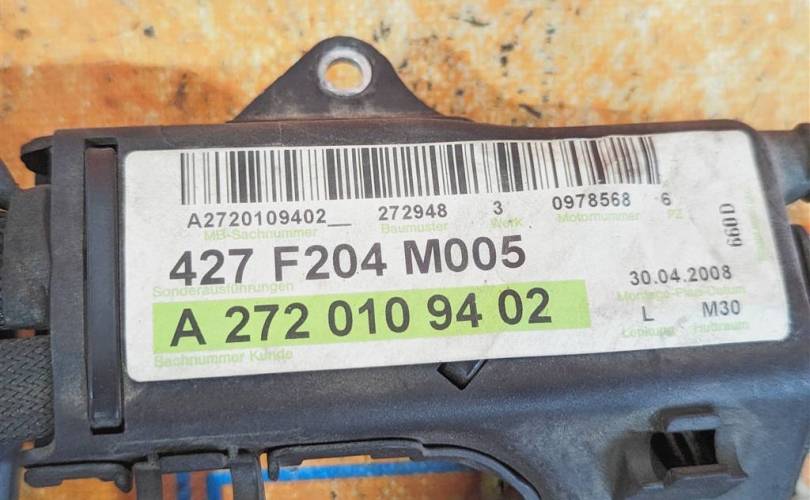 A2720109402__ 272948 3 0978568 6
MB-Sachnummer Baumuster Werk Motornummer PZ
427 F204 M005
Sonderausführungen
A 272 010 94 02
Sachnummer Kunde
30.04.2008
Montage-Plan-Datum
L M30
Lenkung Hubraum
660D